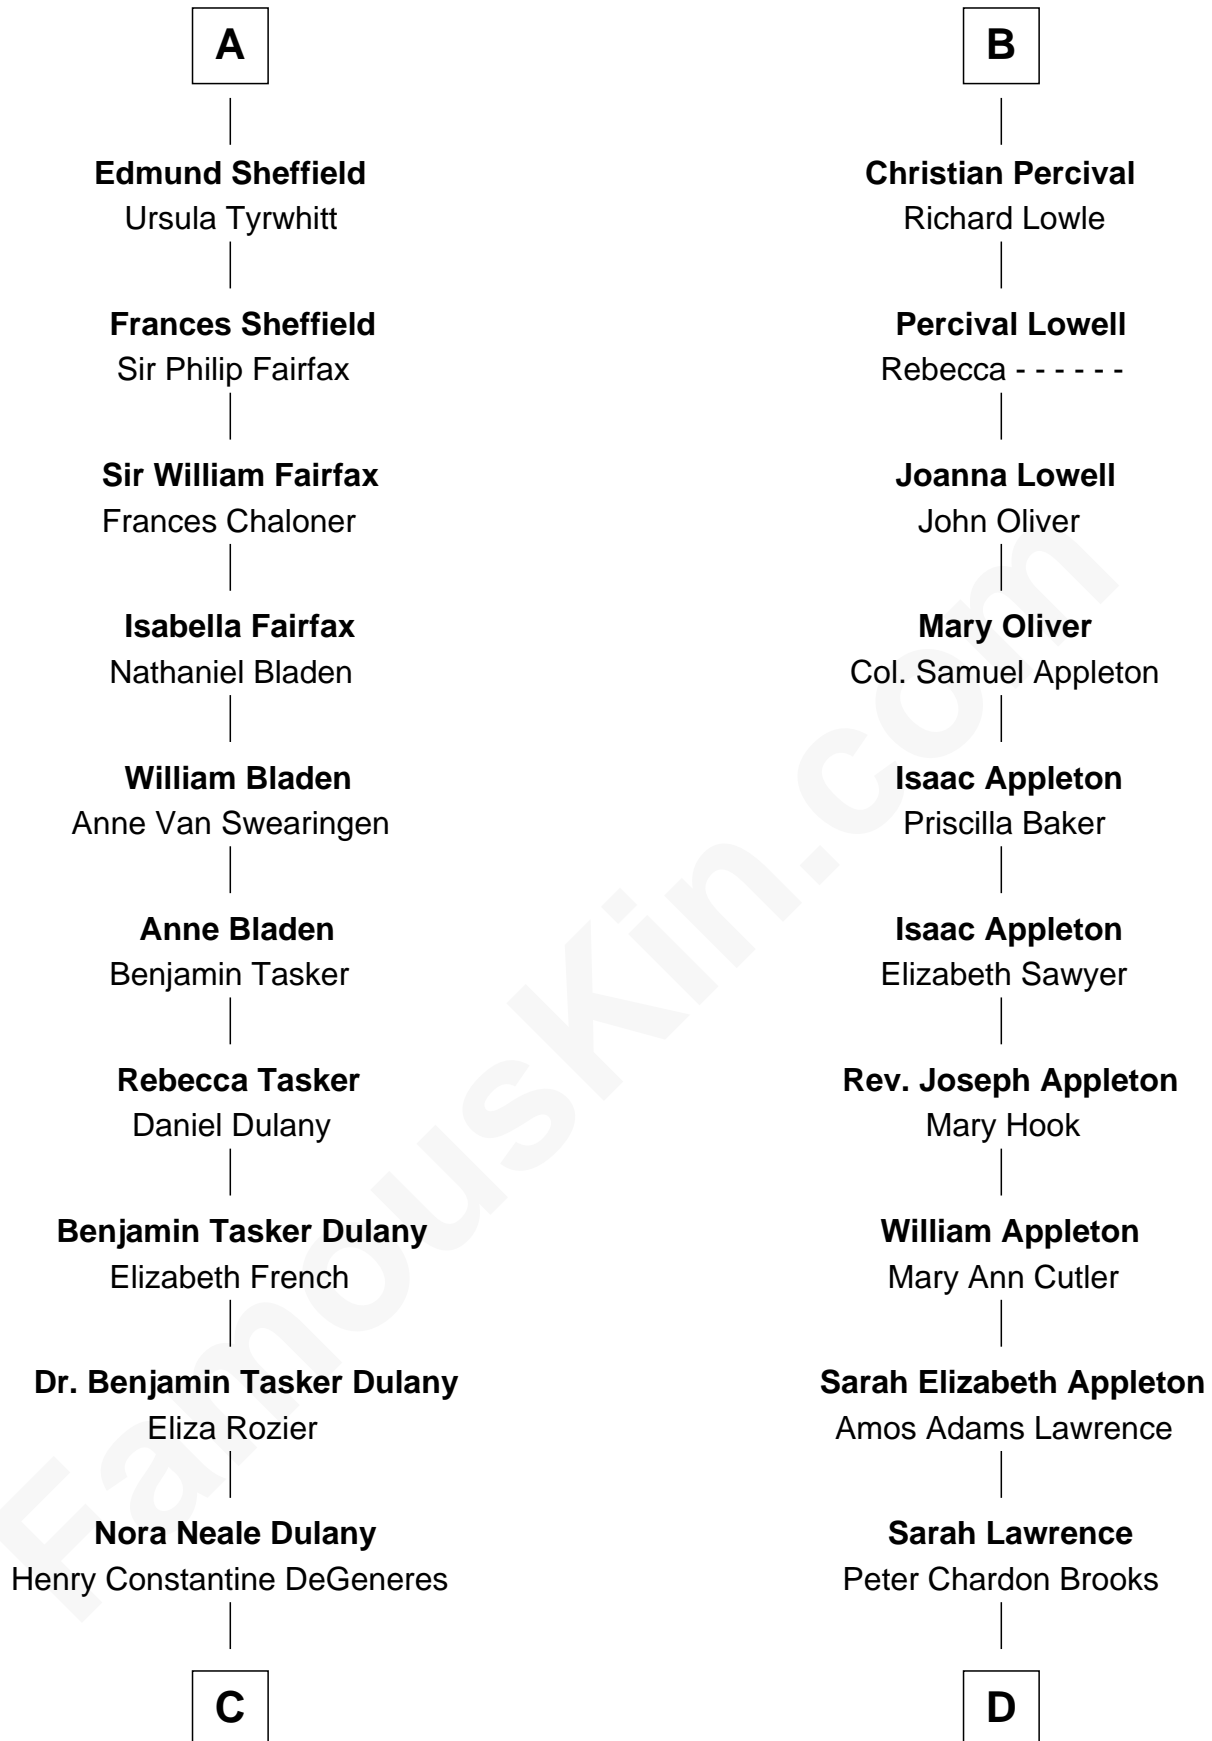 A
Edmund Sheffield
Ursula Tyrwhitt
Frances Sheffield
Sir Philip Fairfax
Sir William Fairfax
Frances Chaloner
Isabella Fairfax
Nathaniel Bladen
William Bladen
Anne Van Swearingen
Anne Bladen
Benjamin Tasker
Rebecca Tasker
Daniel Dulany
Benjamin Tasker Dulany
Elizabeth French
Dr. Benjamin Tasker Dulany
Eliza Rozier
Nora Neale Dulany
Henry Constantine DeGeneres
C
B
Christian Percival
Richard Lowle
Percival Lowell
Rebecca - - - - - -
Joanna Lowell
John Oliver
Mary Oliver
Col. Samuel Appleton
Isaac Appleton
Priscilla Baker
Isaac Appleton
Elizabeth Sawyer
Rev. Joseph Appleton
Mary Hook
William Appleton
Mary Ann Cutler
Sarah Elizabeth Appleton
Amos Adams Lawrence
Sarah Lawrence
Peter Chardon Brooks
D
FamousKin.com